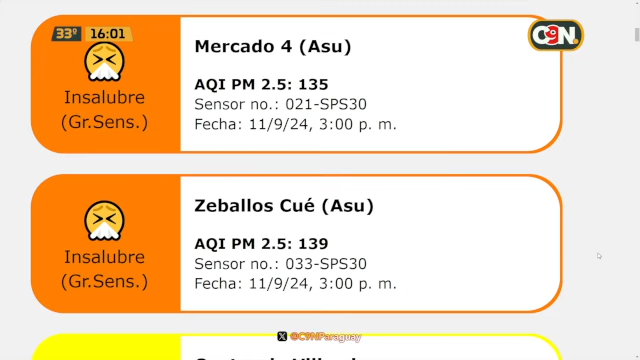 33º 16:01
C9N.
Mercado 4 (Asu)
AQI PM 2.5: 135
Sensor no.: 021-SPS30
Fecha: 11/9/24, 3:00 p. m.
Insalubre
(Gr.Sens.)
Zeballos Cué (Asu)
AQI PM 2.5: 139
Sensor no.: 033-SPS30
Fecha: 11/9/24, 3:00 p. m.
Insalubre
(Gr.Sens.)
X @C9NParaguay